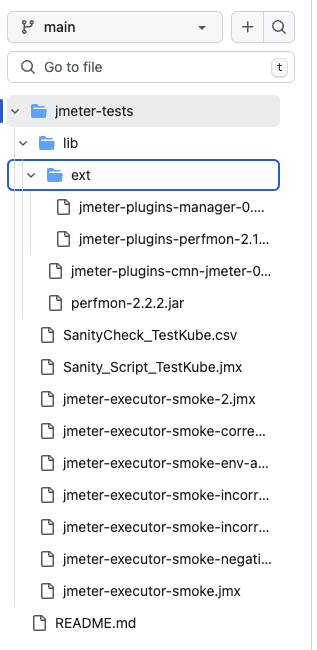 main
Go to file
t
jmeter-tests
lib
ext
jmeter-plugins-manager-0....
jmeter-plugins-perfmon-2.1...
jmeter-plugins-cmn-jmeter-0...
perfmon-2.2.2.jar
SanityCheck_TestKube.csv
Sanity_Script_TestKube.jmx
jmeter-executor-smoke-2.jmx
jmeter-executor-smoke-corre...
jmeter-executor-smoke-env-a...
jmeter-executor-smoke-incorr...
jmeter-executor-smoke-incorr...
jmeter-executor-smoke-negati...
jmeter-executor-smoke.jmx
README.md